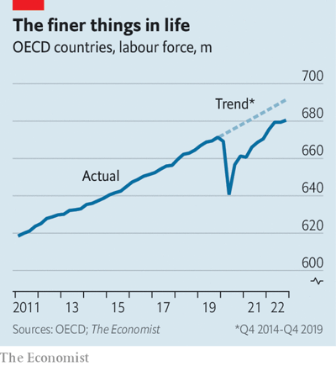 The finer things in life
OECD countries, labour force, m
700
Trend*
680
Actual
660
640
620
600
2011 13 15 17 19 21 22
Sources: OECD; The Economist *Q4 2014-Q4 2019
The Economist